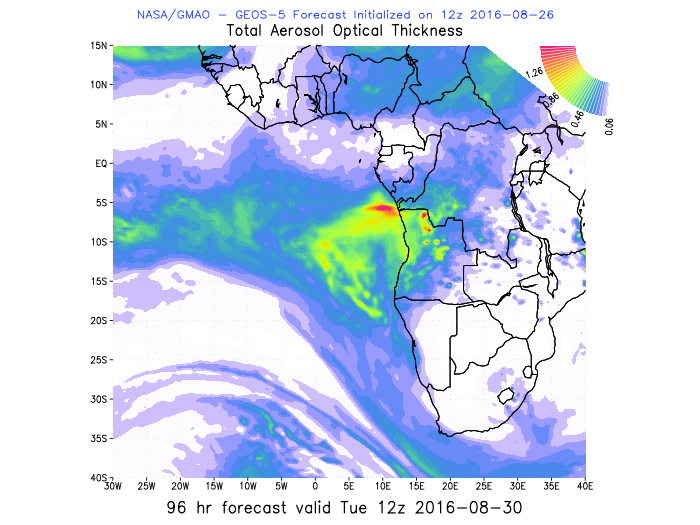 NASA/GMAO - GEOS-5 Forecast Initialized on 12z 2016-08-26
Total Aerosol Optical Thickness
15N
10N
5N
EQ
5S
10S
15S
20S
25S
30S
35S
40S
1.26
0.86
0.46
0.06
30W 25W 20W 15W 10W 5W 0 5E 10E 15E 20E 25E 30E 35E 40E
96 hr forecast valid Tue 12z 2016-08-30